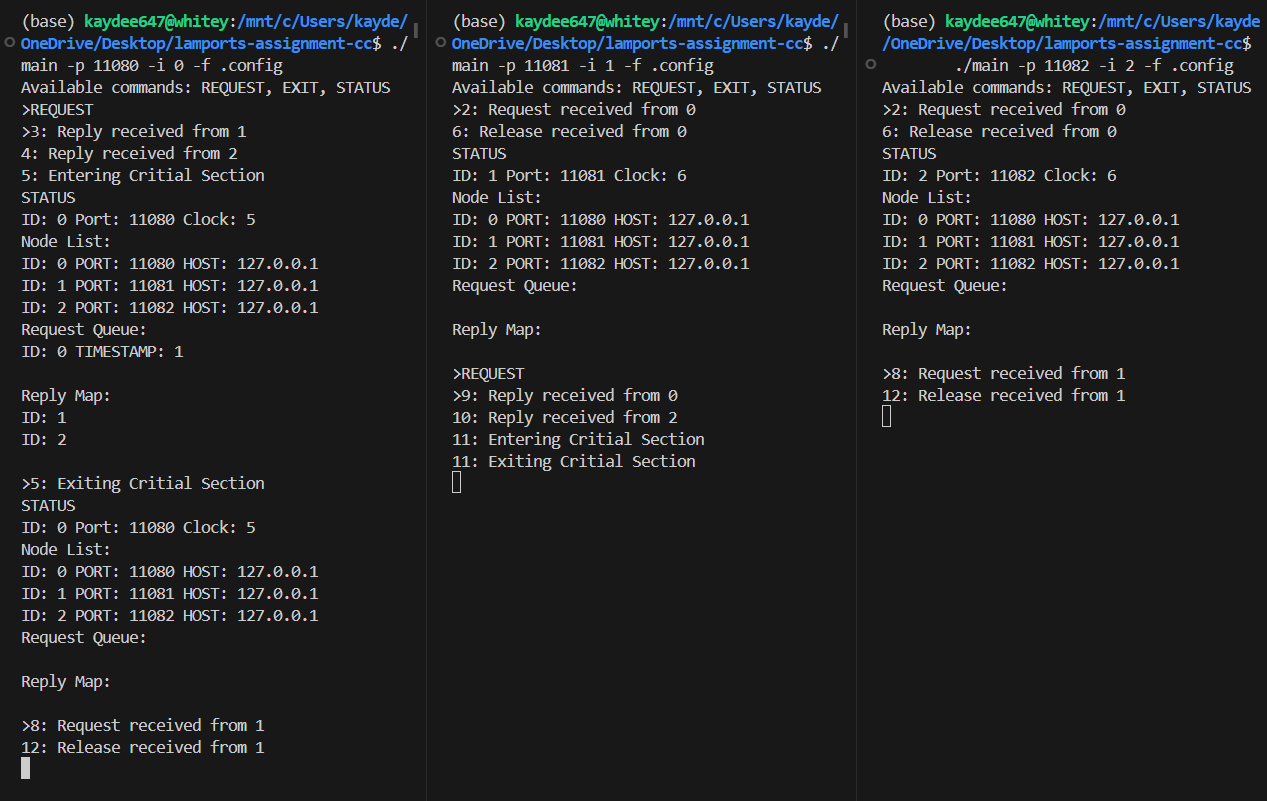 (base) kaydee647@whitey:/mnt/c/Users/kayde/
OneDrive/Desktop/lamports-assignment-cc$ ./
main -p 11080 -i 0 -f .config
Available commands: REQUEST, EXIT, STATUS
>REQUEST
>3: Reply received from 1
4: Reply received from 2
5: Entering Critial Section
STATUS
ID: 0 Port: 11080 Clock: 5
Node List:
ID: 0 PORT: 11080 HOST: 127.0.0.1
ID: 1 PORT: 11081 HOST: 127.0.0.1
ID: 2 PORT: 11082 HOST: 127.0.0.1
Request Queue:
ID: 0 TIMESTAMP: 1

Reply Map:
ID: 1
ID: 2

>5: Exiting Critial Section
STATUS
ID: 0 Port: 11080 Clock: 5
Node List:
ID: 0 PORT: 11080 HOST: 127.0.0.1
ID: 1 PORT: 11081 HOST: 127.0.0.1
ID: 2 PORT: 11082 HOST: 127.0.0.1
Request Queue:

Reply Map:

>8: Request received from 1
12: Release received from 1
(base) kaydee647@whitey:/mnt/c/Users/kayde/
OneDrive/Desktop/lamports-assignment-cc$ ./
main -p 11081 -i 1 -f .config
Available commands: REQUEST, EXIT, STATUS
>2: Request received from 0
6: Release received from 0
STATUS
ID: 1 Port: 11081 Clock: 6
Node List:
ID: 0 PORT: 11080 HOST: 127.0.0.1
ID: 1 PORT: 11081 HOST: 127.0.0.1
ID: 2 PORT: 11082 HOST: 127.0.0.1
Request Queue:

Reply Map:

>REQUEST
>9: Reply received from 0
10: Reply received from 2
11: Entering Critial Section
11: Exiting Critial Section
(base) kaydee647@whitey:/mnt/c/Users/kayde
/OneDrive/Desktop/lamports-assignment-cc$
./main -p 11082 -i 2 -f .config
Available commands: REQUEST, EXIT, STATUS
>2: Request received from 0
6: Release received from 0
STATUS
ID: 2 Port: 11082 Clock: 6
Node List:
ID: 0 PORT: 11080 HOST: 127.0.0.1
ID: 1 PORT: 11081 HOST: 127.0.0.1
ID: 2 PORT: 11082 HOST: 127.0.0.1
Request Queue:

Reply Map:

>8: Request received from 1
12: Release received from 1